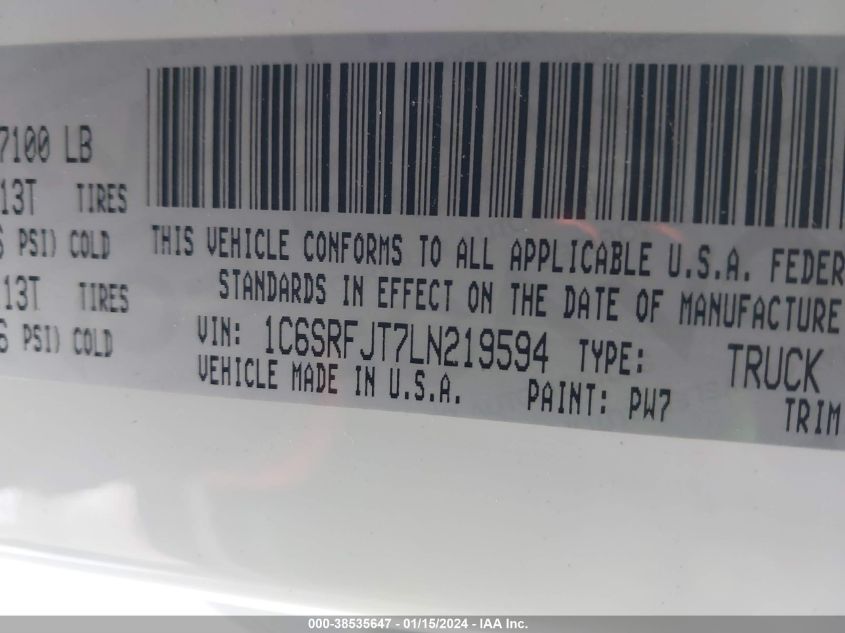 7100 LB
13T TIRES
PSI) COLD
13T TIRES
PSI) COLD
THIS VEHICLE CONFORMS TO ALL APPLICABLE U.S.A. FEDER
STANDARDS IN EFFECT ON THE DATE OF MANUFACTURE
VIN: 1C6SRFJT7LN219594 TYPE: TRUCK
VEHICLE MADE IN U.S.A. PAINT: PW7 TRIM
000-38535647 - 01/15/2024 - IAA Inc.